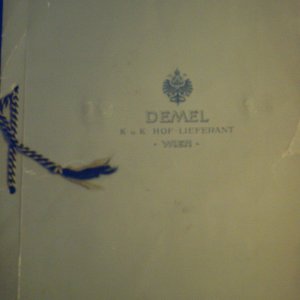 DEMEL
K u K HOF-LIEFERANT
· WIEN ·